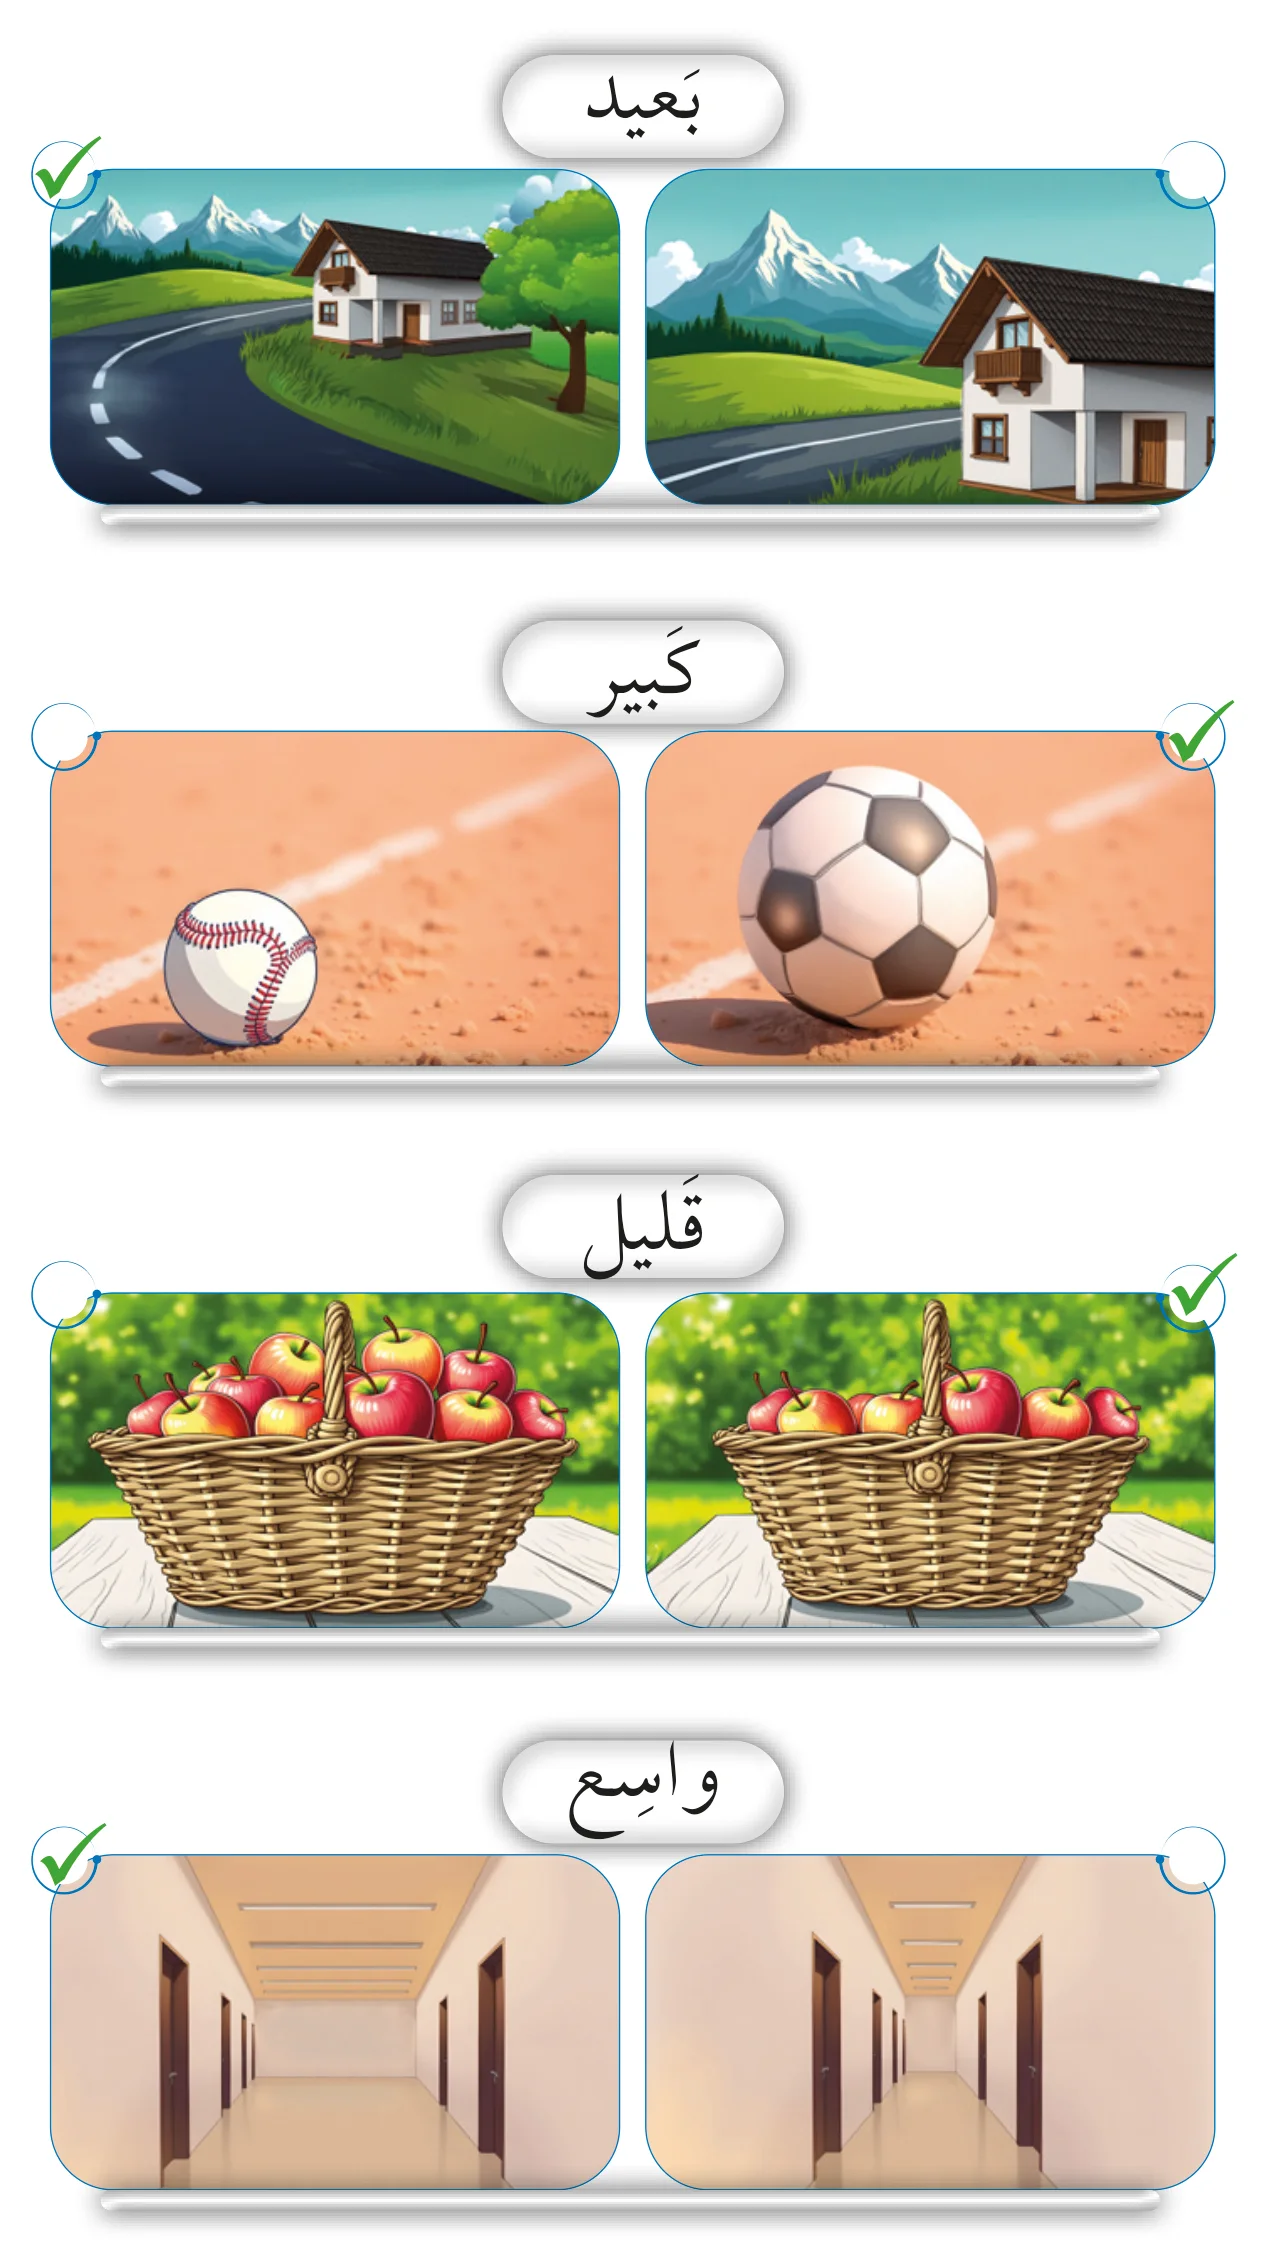 بَعيد
كَبير
قَليل
واسِع